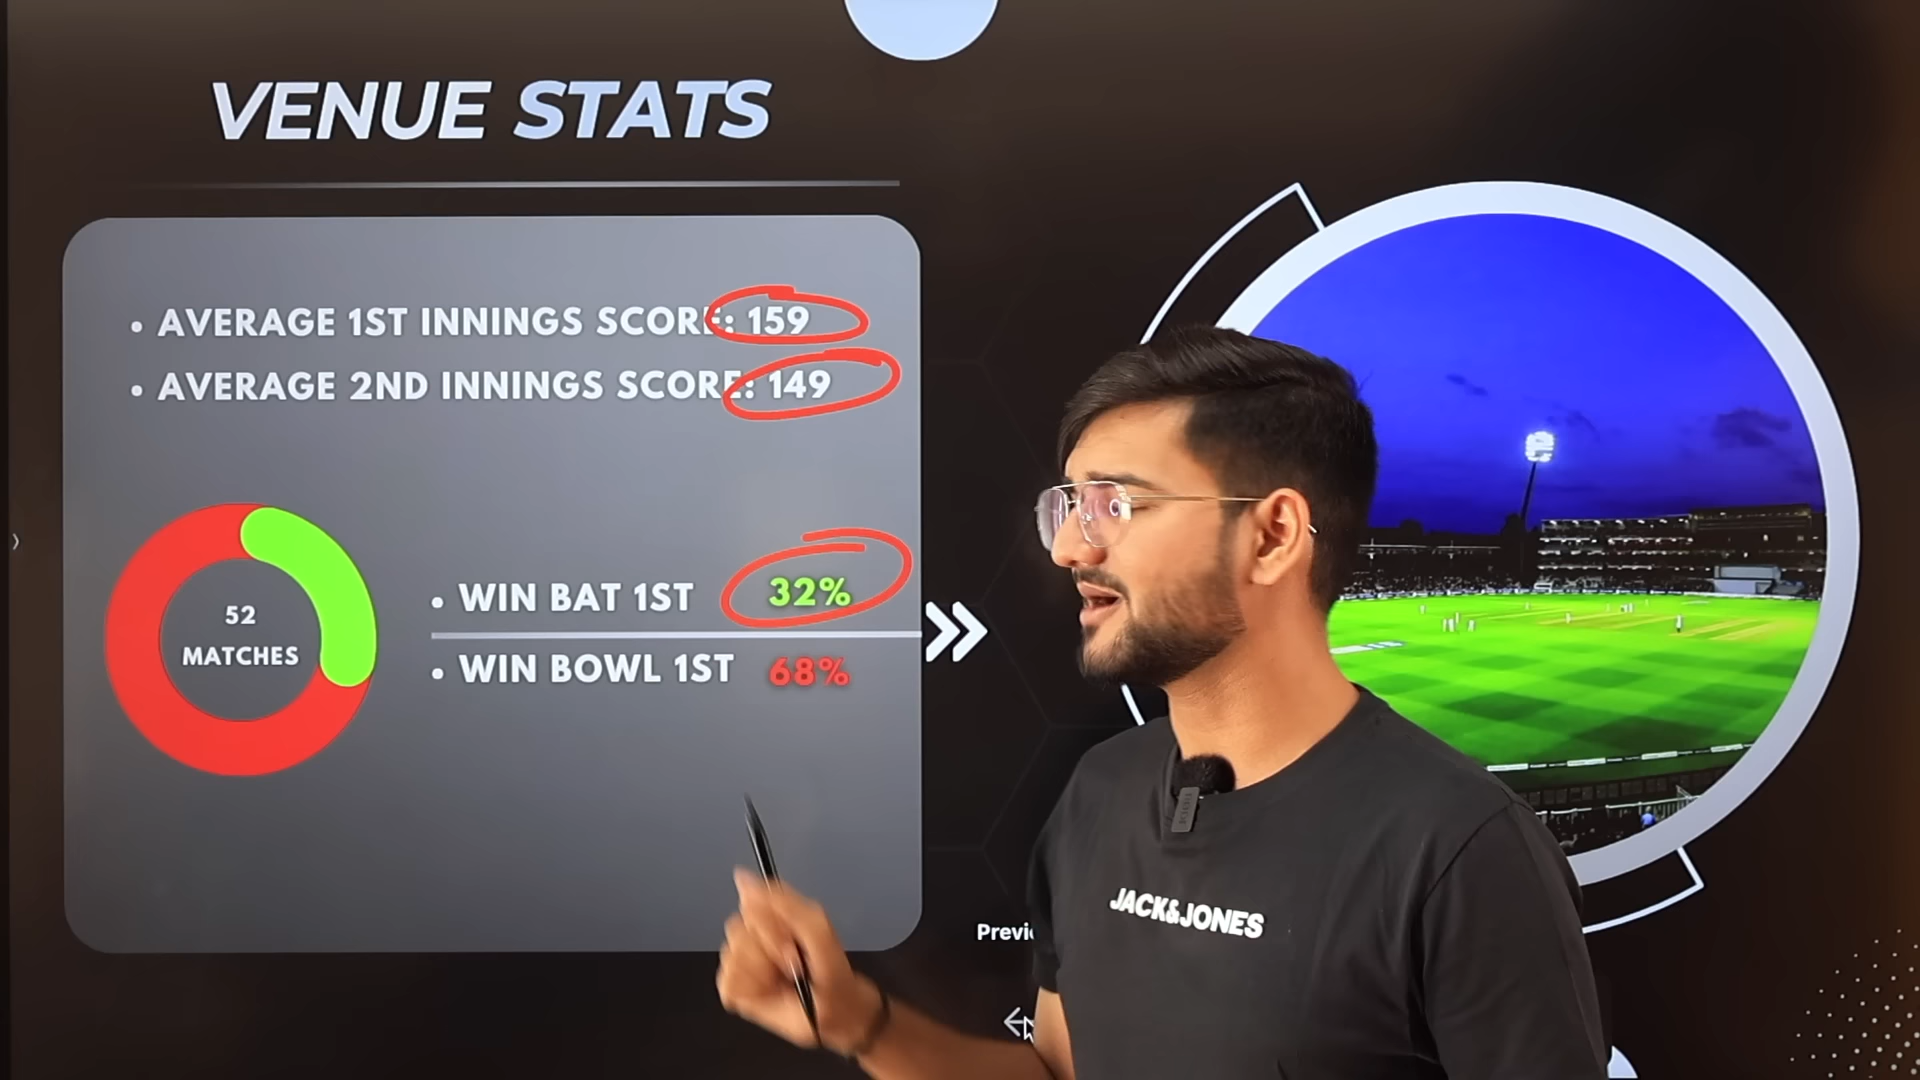 VENUE STATS
• AVERAGE 1ST INNINGS SCORE: 159
• AVERAGE 2ND INNINGS SCORE: 149
52
MATCHES
• WIN BAT 1ST 32%
• WIN BOWL 1ST 68%
JACK&JONES